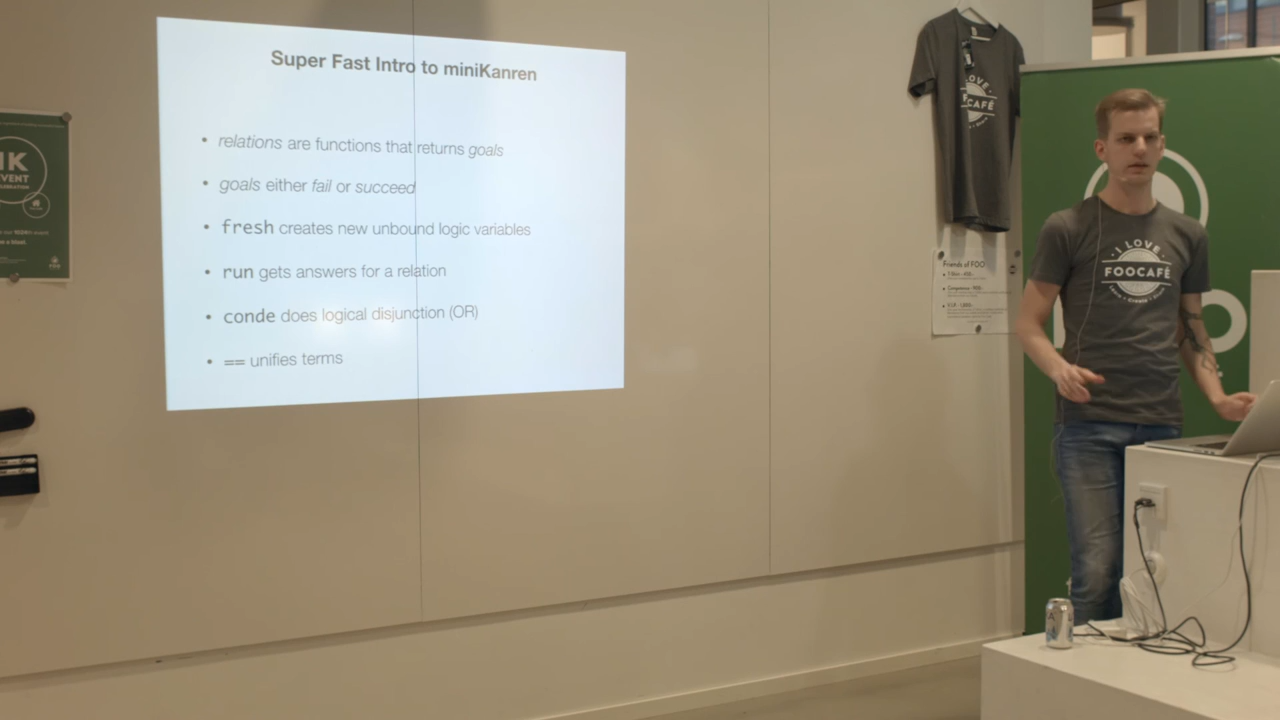 Super Fast Intro to miniKanren
• relations are functions that returns goals
• goals either fail or succeed
• fresh creates new unbound logic variables
• run gets answers for a relation
• conde does logical disjunction (OR)
• == unifies terms
I LOVE
FOOCAFÉ
I LOVE
FOOCAFÉ
Learn • Create •
Friends of FOO